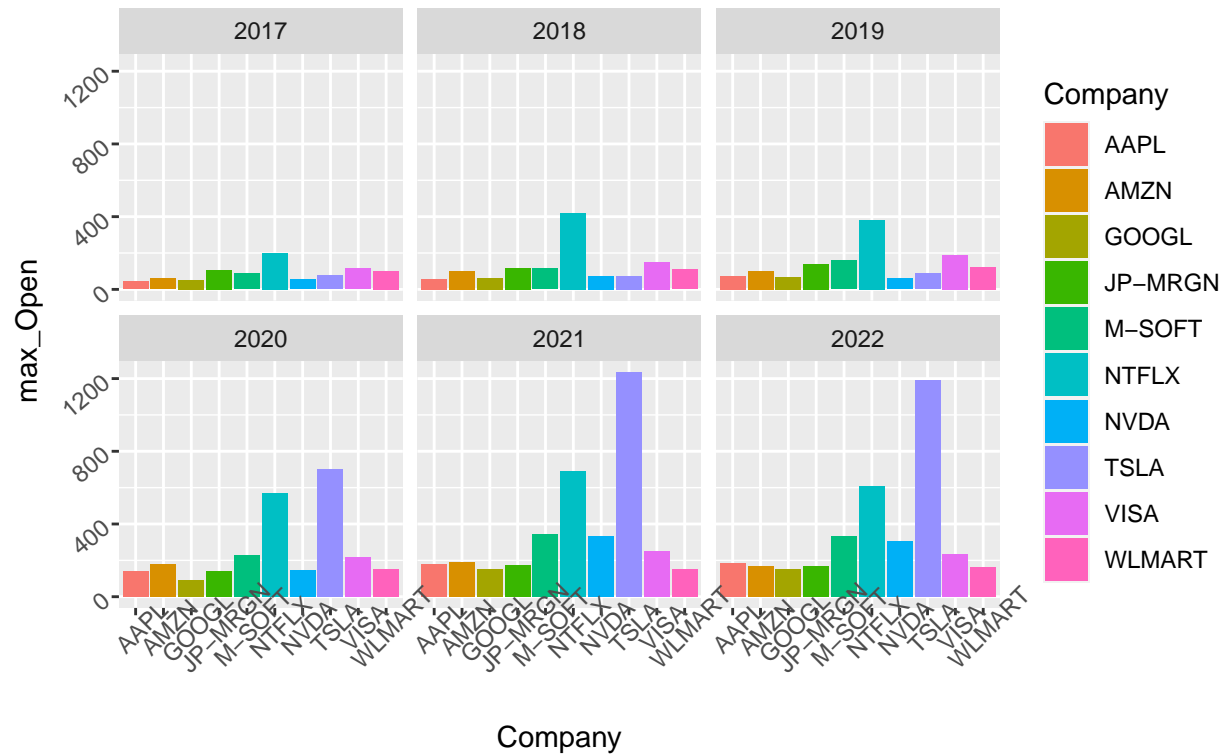 2017
2018
2019
1200
800
400
0
2020
2021
2022
1200
800
400
0
AAPL
AMZN
GOOGL
JP−MRGN
M−SOFT
NTFLX
NVDA
TSLA
VISA
WLMART
AAPL
AMZN
GOOGL
JP−MRGN
M−SOFT
NTFLX
NVDA
TSLA
VISA
WLMART
AAPL
AMZN
GOOGL
JP−MRGN
M−SOFT
NTFLX
NVDA
TSLA
VISA
WLMART
Company
max_Open
Company
AAPL
AMZN
GOOGL
JP−MRGN
M−SOFT
NTFLX
NVDA
TSLA
VISA
WLMART